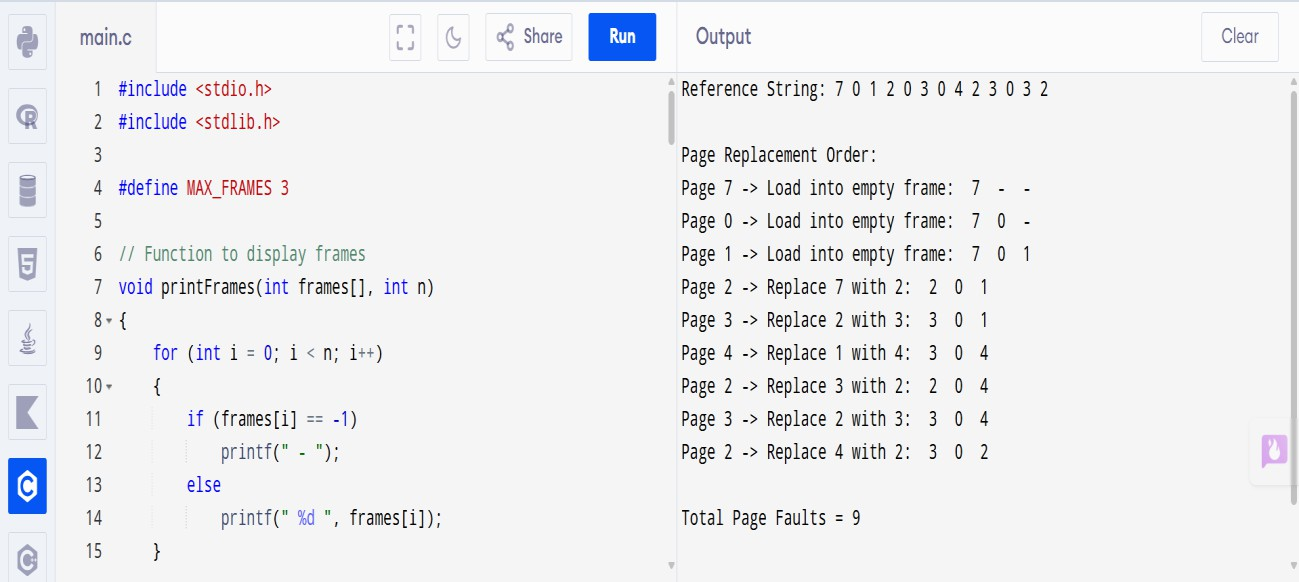 main.c
Share
Run
1 #include <stdio.h>
2 #include <stdlib.h>
3
4 #define MAX_FRAMES 3
5
6 // Function to display frames
7 void printFrames(int frames[], int n)
8 {
9 for (int i = 0; i < n; i++)
10 {
11 if (frames[i] == -1)
12 printf(" - ");
13 else
14 printf(" %d ", frames[i]);
15 }
Output
Clear
Reference String: 7 0 1 2 0 3 0 4 2 3 0 3 2
Page Replacement Order:
Page 7 -> Load into empty frame: 7 - -
Page 0 -> Load into empty frame: 7 0 -
Page 1 -> Load into empty frame: 7 0 1
Page 2 -> Replace 7 with 2: 2 0 1
Page 3 -> Replace 2 with 3: 3 0 1
Page 4 -> Replace 1 with 4: 3 0 4
Page 2 -> Replace 3 with 2: 2 0 4
Page 3 -> Replace 2 with 3: 3 0 4
Page 2 -> Replace 4 with 2: 3 0 2
Total Page Faults = 9